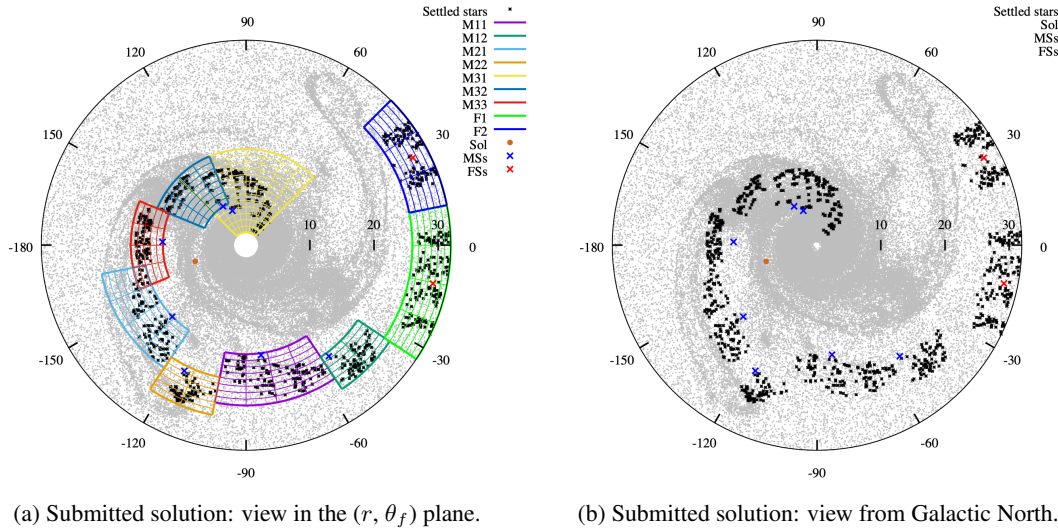 90
120
60
150
30
-180
10
20
30
0
-150
-30
-120
-60
-90
Settled stars
M11
M12
M21
M22
M31
M32
M33
F1
F2
Sol
MSs
FSs
(a) Submitted solution: view in the (r, θf) plane.
90
120
60
150
30
-180
10
20
30
0
-150
-30
-120
-60
-90
Settled stars
Sol
MSs
FSs
(b) Submitted solution: view from Galactic North.